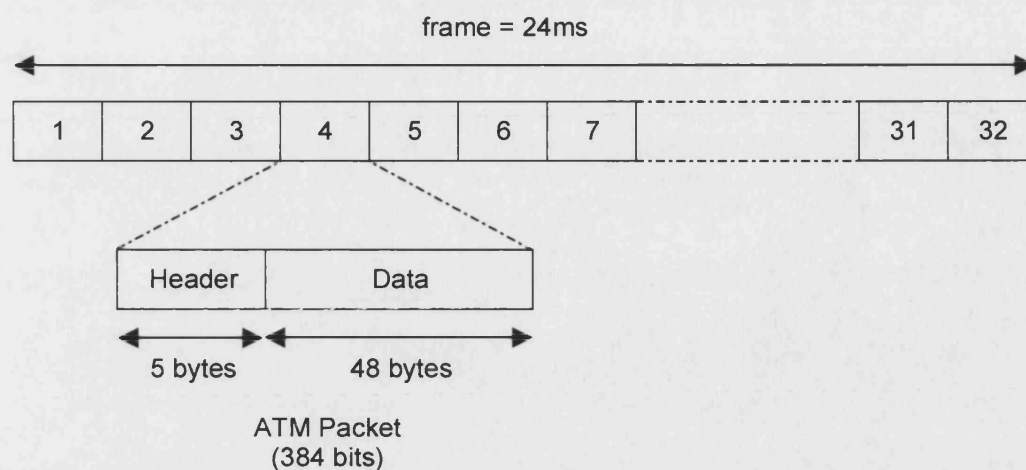 frame = 24ms
1 2 3 4 5 6 7 31 32
Header Data
5 bytes 48 bytes
ATM Packet
(384 bits)